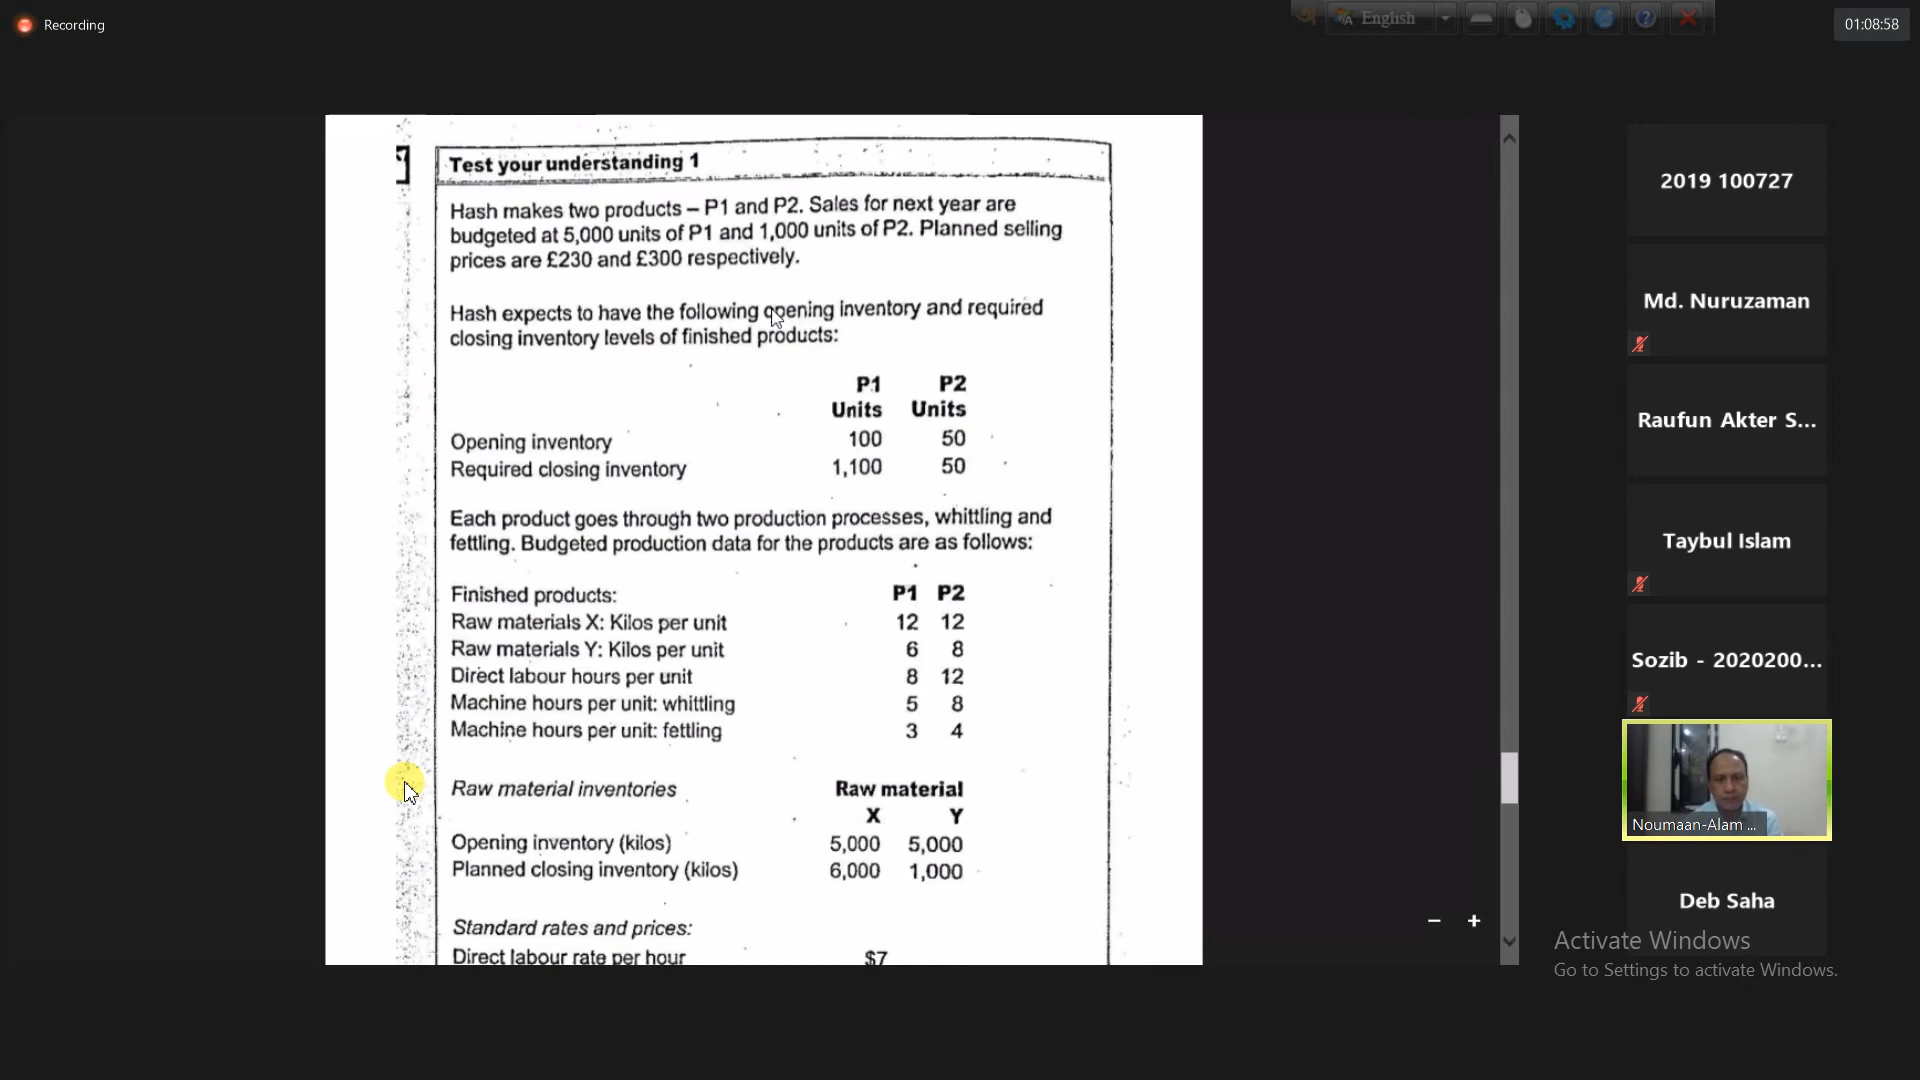 Recording
English
01:08:58
Test your understanding 1
Hash makes two products – P1 and P2. Sales for next year are
budgeted at 5,000 units of P1 and 1,000 units of P2. Planned selling
prices are £230 and £300 respectively.
Hash expects to have the following opening inventory and required
closing inventory levels of finished products:
P1 P2
Units Units
Opening inventory 100 50
Required closing inventory 1,100 50
Each product goes through two production processes, whittling and
fettling. Budgeted production data for the products are as follows:
Finished products: P1 P2
Raw materials X: Kilos per unit 12 12
Raw materials Y: Kilos per unit 6 8
Direct labour hours per unit 8 12
Machine hours per unit: whittling 5 8
Machine hours per unit: fettling 3 4
Raw material inventories Raw material
X Y
Opening inventory (kilos) 5,000 5,000
Planned closing inventory (kilos) 6,000 1,000
Standard rates and prices:
Direct labour rate per hour $7
2019 100727
Md. Nuruzaman
Raufun Akter S...
Taybul Islam
Sozib - 2020200...
Noumaan-Alam ...
Deb Saha
Activate Windows
Go to Settings to activate Windows.